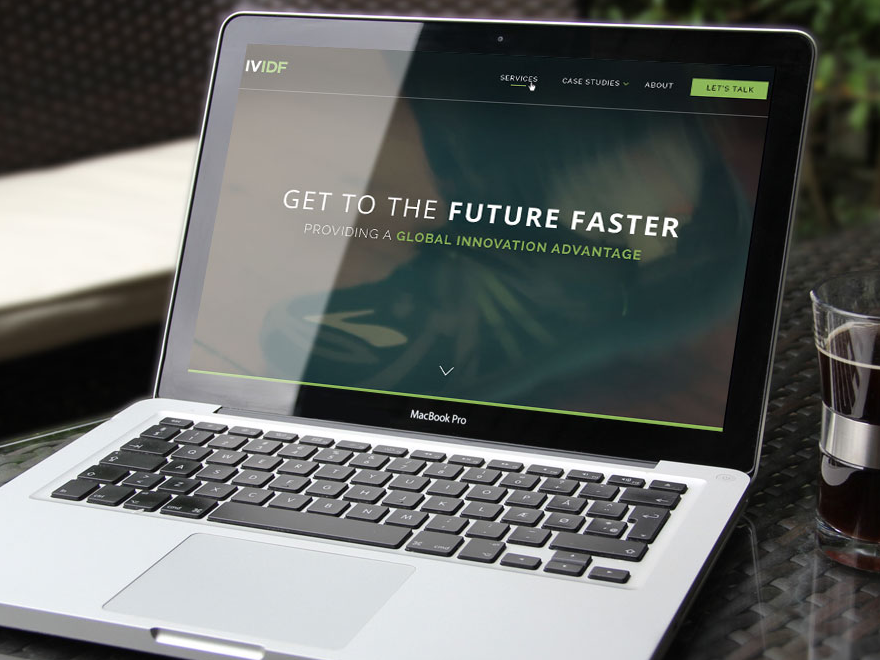 IVIDF
SERVICES
CASE STUDIES
ABOUT
LET'S TALK
GET TO THE FUTURE FASTER
PROVIDING A GLOBAL INNOVATION ADVANTAGE
MacBook Pro